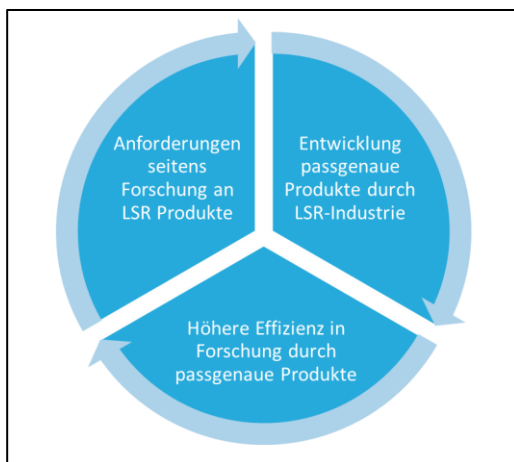 Anforderungen
seitens
Forschung an
LSR Produkte
Entwicklung
passgenaue
Produkte durch
LSR-Industrie
Höhere Effizienz in
Forschung durch
passgenaue Produkte